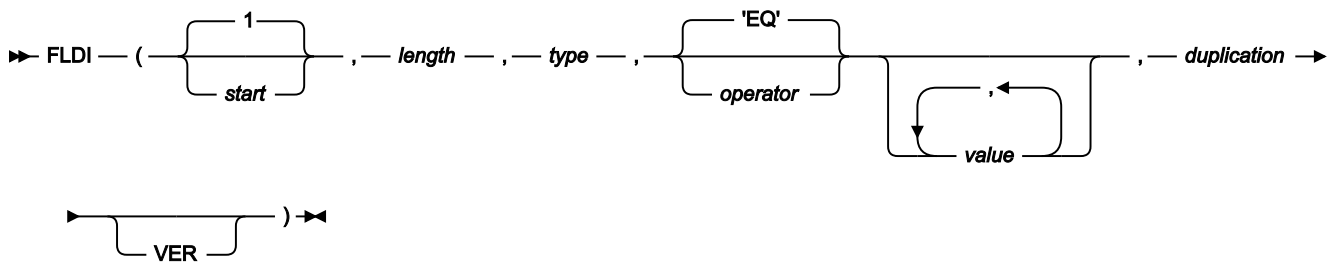 1 'EQ'
FLDI ( , length , type , , duplication
start operator ,
value
)
VER